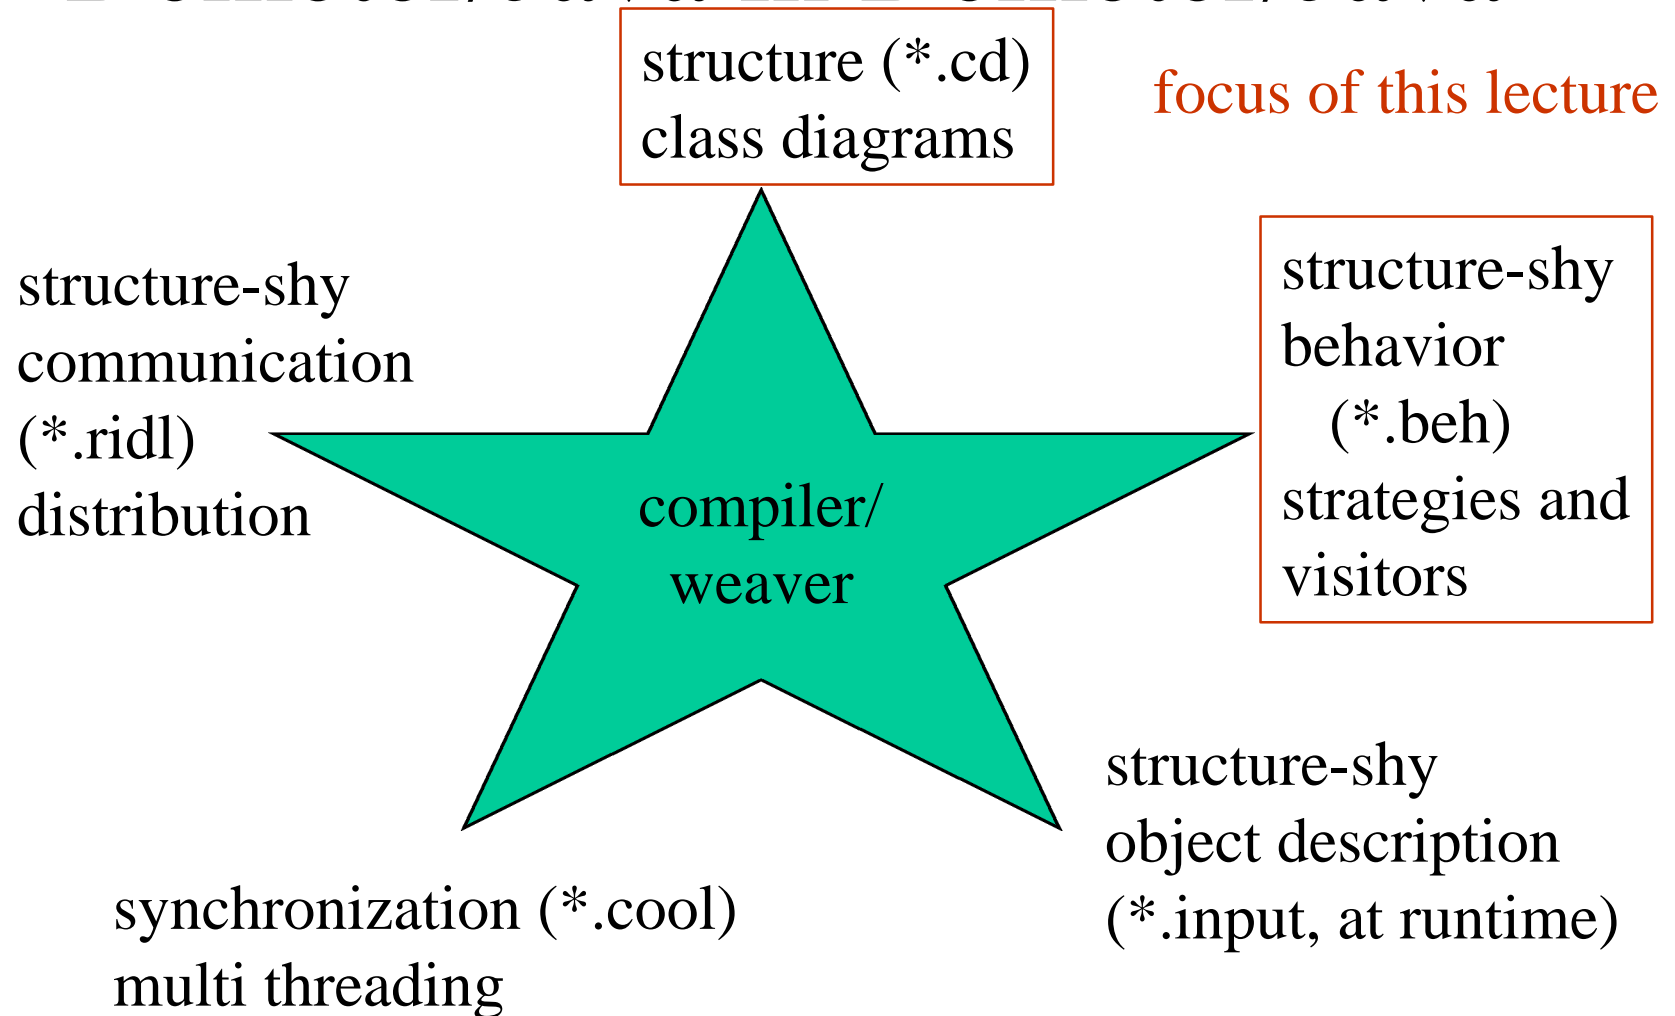 structure (*.cd)
class diagrams
focus of this lecture
structure-shy
behavior
(*.beh)
strategies and
visitors
structure-shy
communication
(*.ridl)
distribution
compiler/
weaver
structure-shy
object description
(*.input, at runtime)
synchronization (*.cool)
multi threading